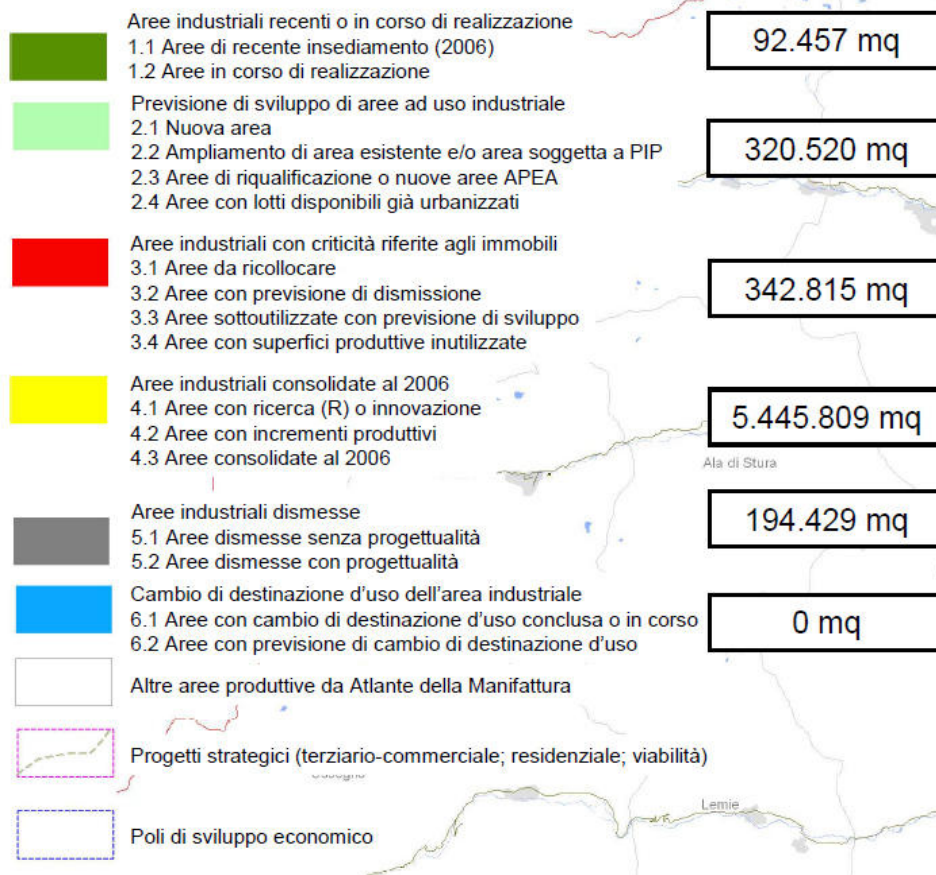 Aree industriali recenti o in corso di realizzazione
1.1 Aree di recente insediamento (2006)
1.2 Aree in corso di realizzazione
92.457 mq
Previsione di sviluppo di aree ad uso industriale
2.1 Nuova area
2.2 Ampliamento di area esistente e/o area soggetta a PIP
2.3 Aree di riqualificazione o nuove aree APEA
2.4 Aree con lotti disponibili già urbanizzati
320.520 mq
Aree industriali con criticità riferite agli immobili
3.1 Aree da ricollocare
3.2 Aree con previsione di dismissione
3.3 Aree sottoutilizzate con previsione di sviluppo
3.4 Aree con superfici produttive inutilizzate
342.815 mq
Aree industriali consolidate al 2006
4.1 Aree con ricerca (R) o innovazione
4.2 Aree con incrementi produttivi
4.3 Aree consolidate al 2006
5.445.809 mq
Ala di Stura
Aree industriali dismesse
5.1 Aree dismesse senza progettualità
5.2 Aree dismesse con progettualità
194.429 mq
Cambio di destinazione d'uso dell'area industriale
6.1 Aree con cambio di destinazione d'uso conclusa o in corso
6.2 Aree con previsione di cambio di destinazione d'uso
0 mq
Altre aree produttive da Atlante della Manifattura
Progetti strategici (terziario-commerciale; residenziale; viabilità)
Lemie
Poli di sviluppo economico